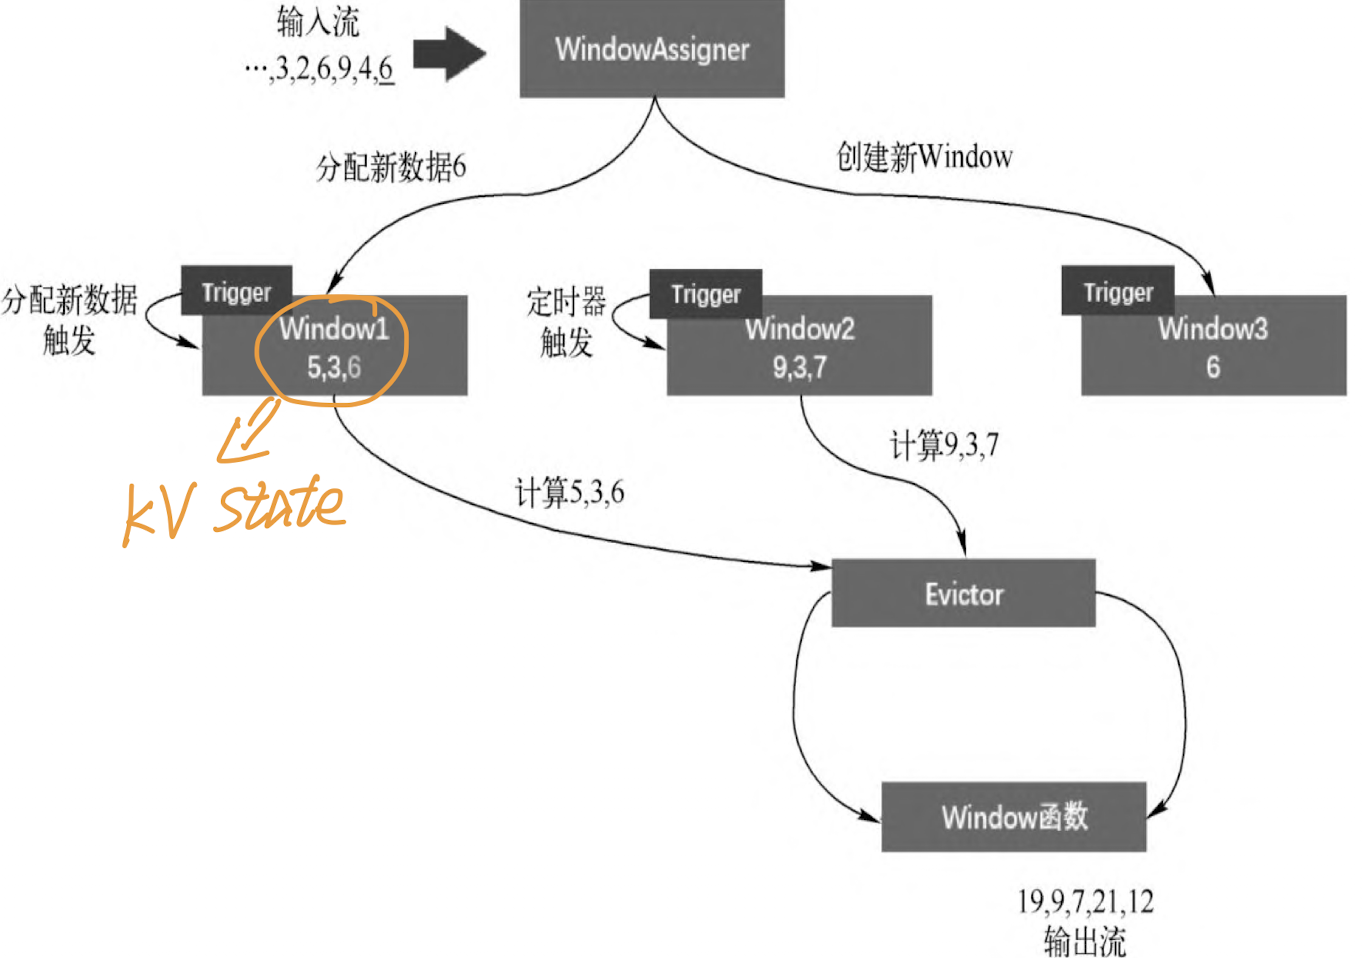 输入流
…,3,2,6,9,4,6
WindowAssigner
分配新数据6
创建新Window
分配新数据
触发
Trigger
Window1
5,3,6
定时器
触发
Trigger
Window2
9,3,7
Trigger
Window3
6
KV State
计算5,3,6
计算9,3,7
Evictor
Window函数
19,9,7,21,12
输出流